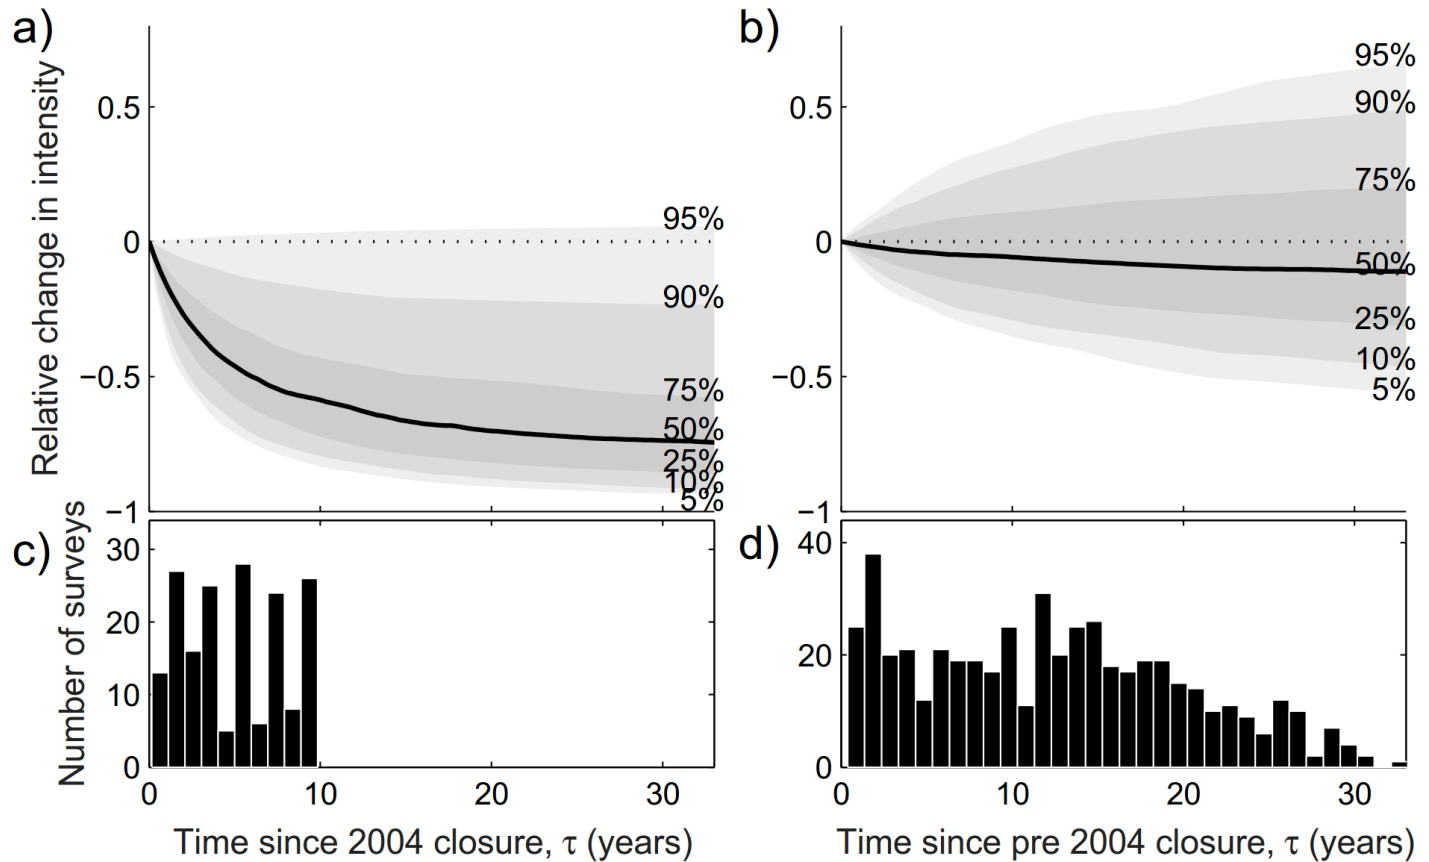 a)
Relative change in intensity
0.5
0
−0.5
−1
95%
90%
75%
50%
25%
10%
5%
b)
0.5
0
−0.5
−1
95%
90%
75%
50%
25%
10%
5%
c)
Number of surveys
30
20
10
0
0 10 20 30
Time since 2004 closure, τ (years)
d)
40
20
0
0 10 20 30
Time since pre 2004 closure, τ (years)